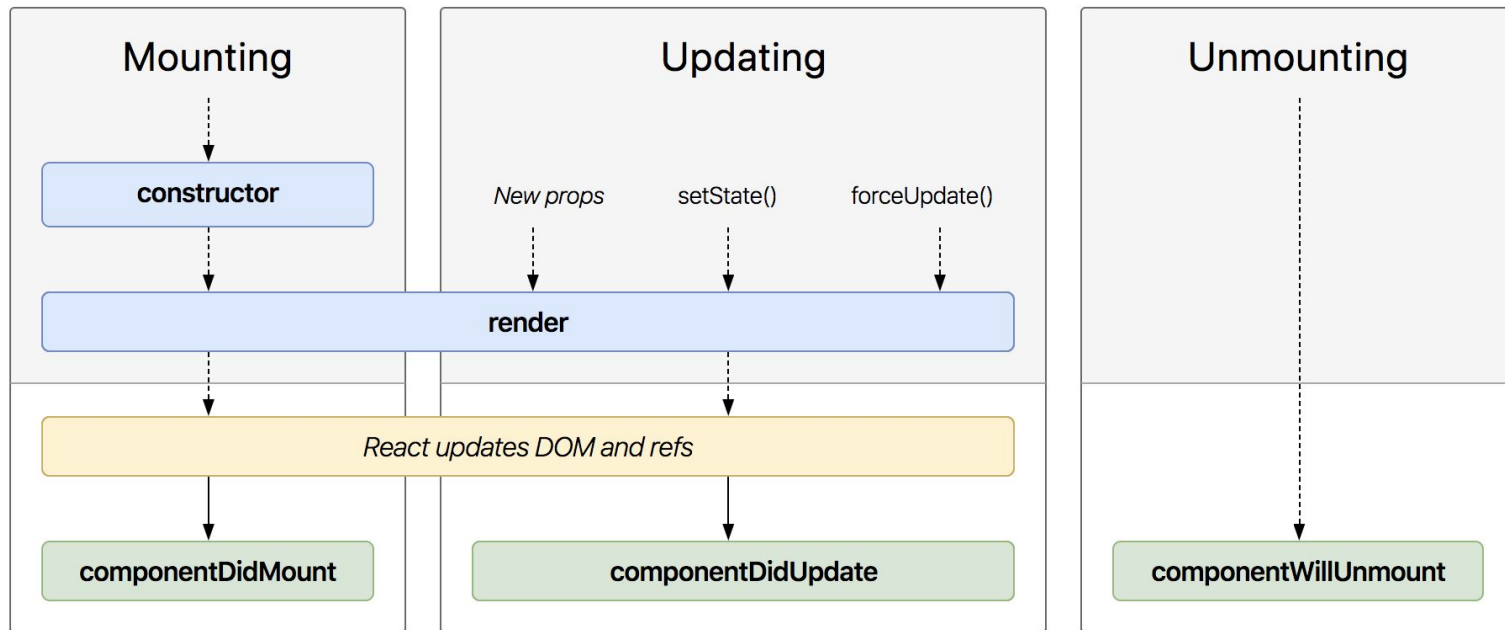 Mounting
Updating
Unmounting
constructor
New props
setState()
forceUpdate()
render
React updates DOM and refs
componentDidMount
componentDidUpdate
componentWillUnmount